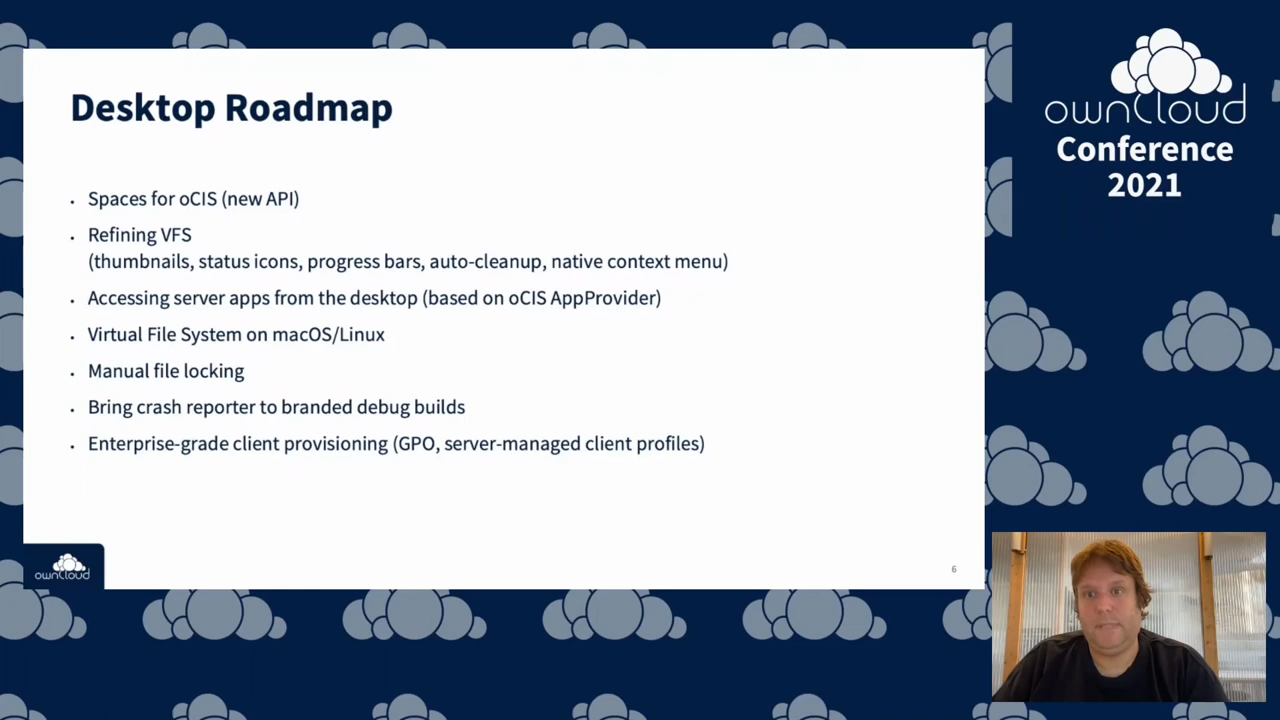 Desktop Roadmap
• Spaces for oCIS (new API)
• Refining VFS
(thumbnails, status icons, progress bars, auto-cleanup, native context menu)
• Accessing server apps from the desktop (based on oCIS AppProvider)
• Virtual File System on macOS/Linux
• Manual file locking
• Bring crash reporter to branded debug builds
• Enterprise-grade client provisioning (GPO, server-managed client profiles)
ownCloud
6
ownCloud
Conference
2021